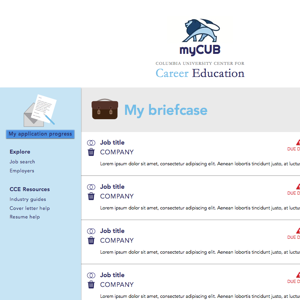 myCUB
COLUMBIA UNIVERSITY CENTER FOR
Career Education
My application progress
Explore
Job search
Employers
CCE Resources
Industry guides
Cover letter help
Resume help
My briefcase
Job title
COMPANY
Lorem ipsum dolor sit amet, consectetur adipiscing elit. Aenean lobortis tincidunt justo, at luctu
DUE D
Job title
COMPANY
Lorem ipsum dolor sit amet, consectetur adipiscing elit. Aenean lobortis tincidunt justo, at luctu
DUE D
Job title
COMPANY
Lorem ipsum dolor sit amet, consectetur adipiscing elit. Aenean lobortis tincidunt justo, at luctu
DUE D
Job title
COMPANY
Lorem ipsum dolor sit amet, consectetur adipiscing elit. Aenean lobortis tincidunt justo, at luctu
DUE D